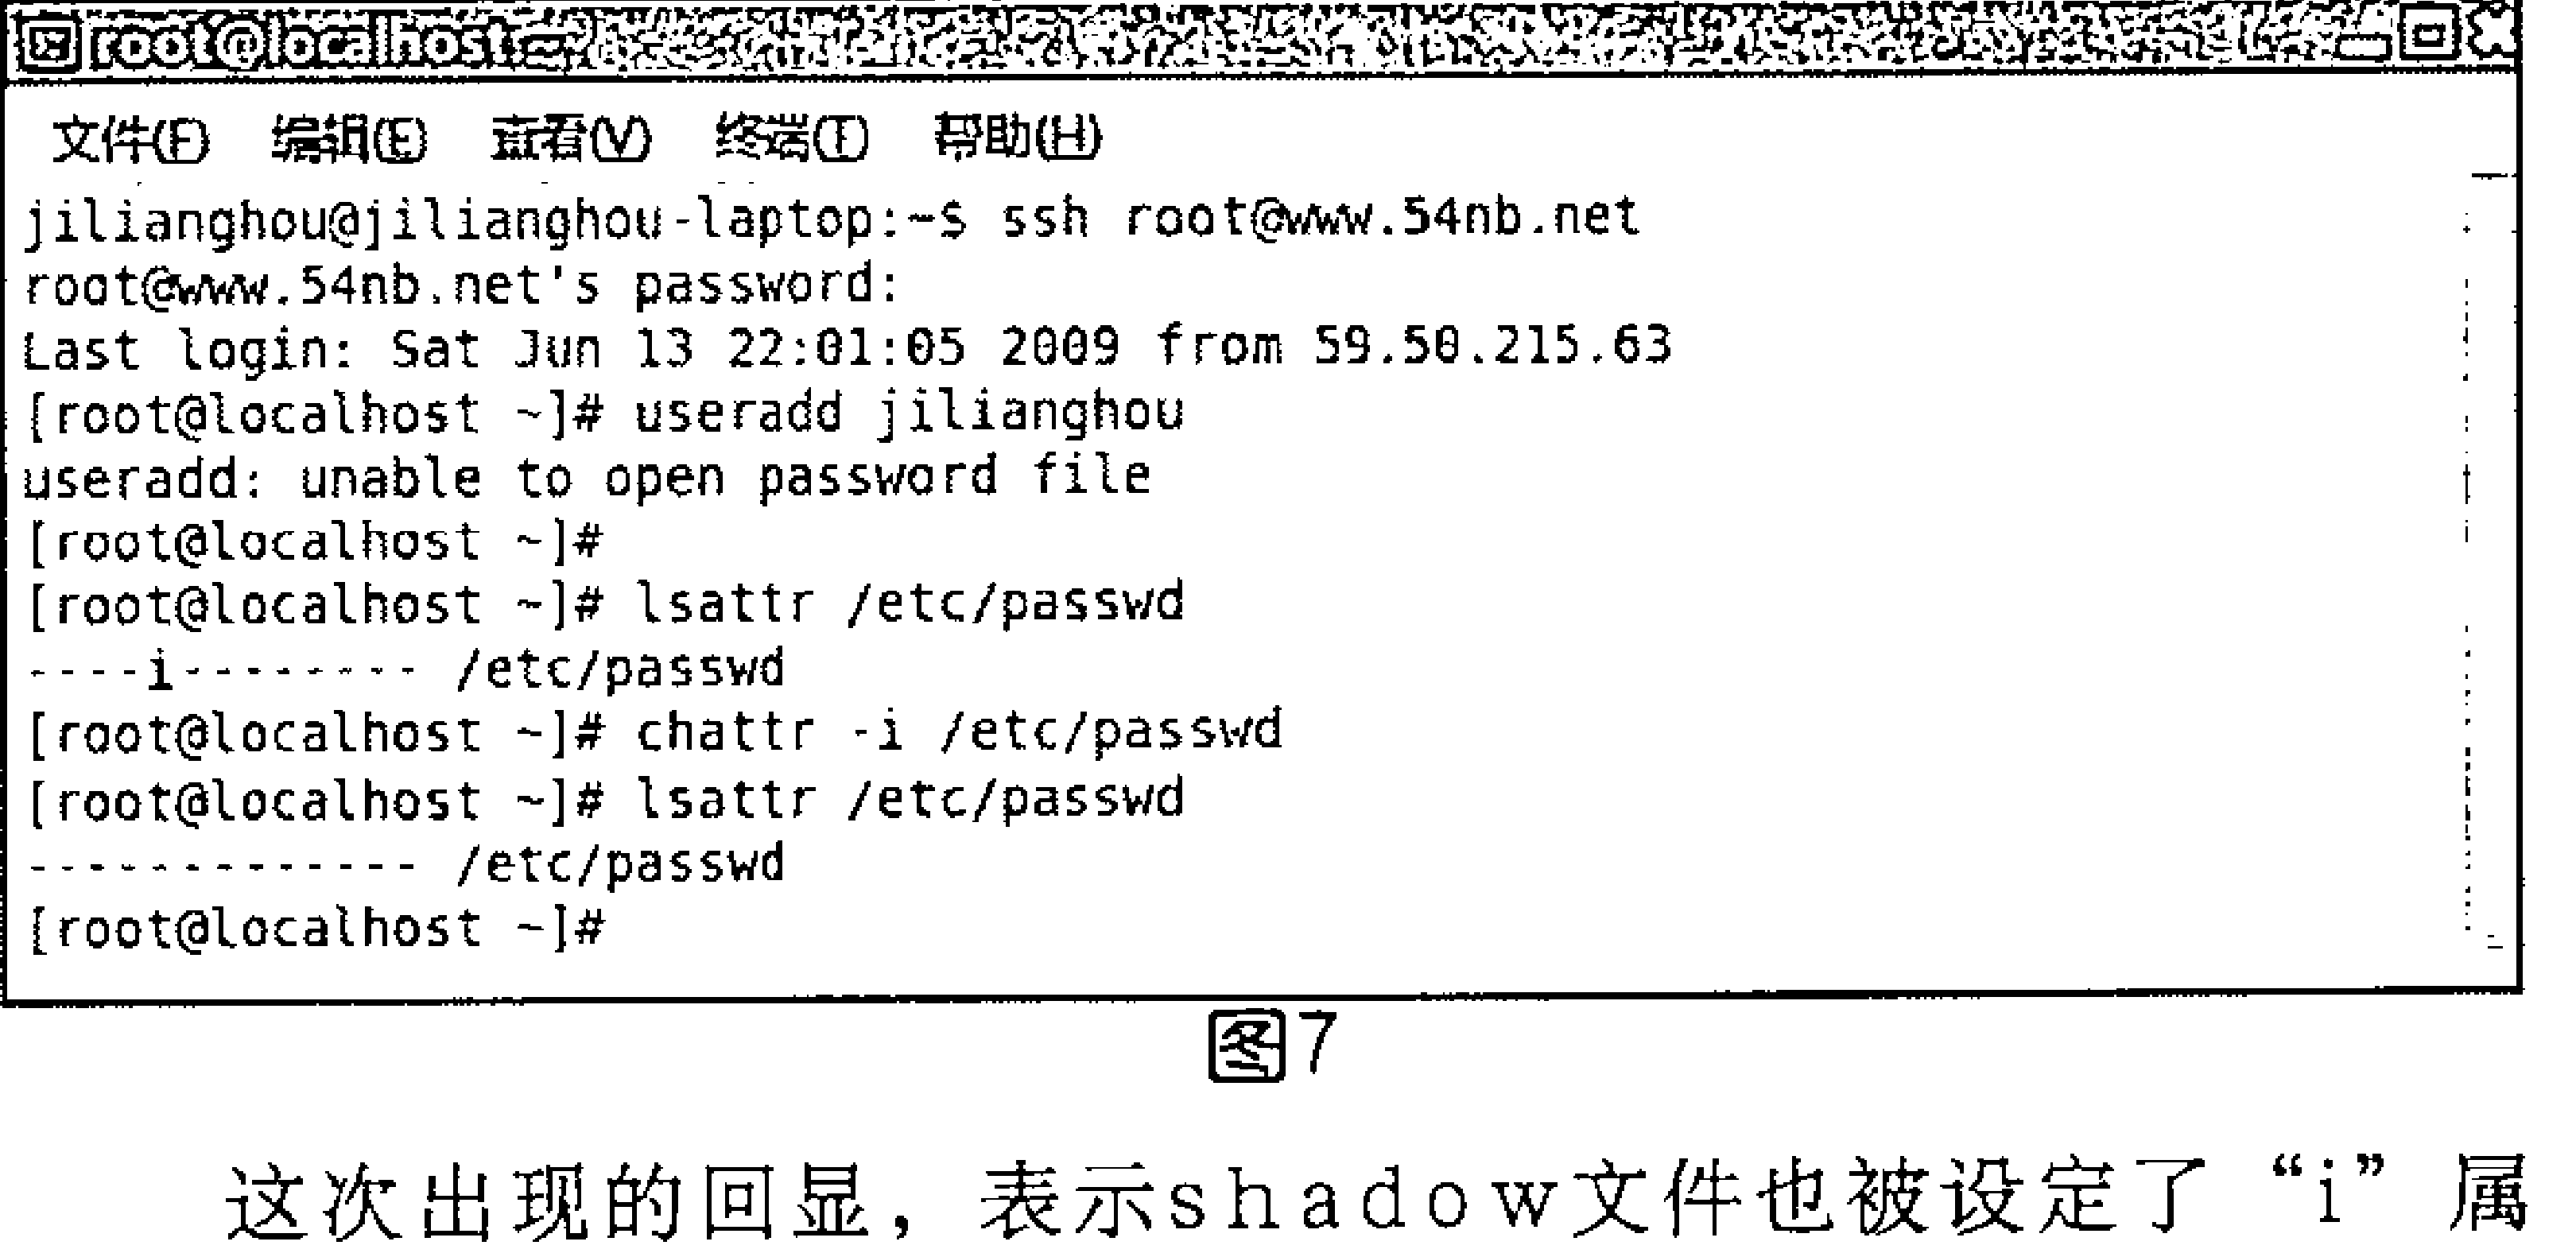 root@localhost:~
文件(F) 编辑(E) 查看(V) 终端(T) 帮助(H)
jilianghou@jilianghou-laptop:~$ ssh root@www.54nb.net
root@www.54nb.net's password:
Last login: Sat Jun 13 22:01:05 2009 from 59.50.215.63
[root@localhost ~]# useradd jilianghou
useradd: unable to open password file
[root@localhost ~]#
[root@localhost ~]# lsattr /etc/passwd
----i-------- /etc/passwd
[root@localhost ~]# chattr -i /etc/passwd
[root@localhost ~]# lsattr /etc/passwd
------------- /etc/passwd
[root@localhost ~]#
图7
这次出现的回显，表示shadow文件也被设定了“i”属